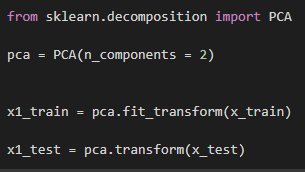 from sklearn.decomposition import PCA
pca = PCA(n_components = 2)
x1_train = pca.fit_transform(x_train)
x1_test = pca.transform(x_test)